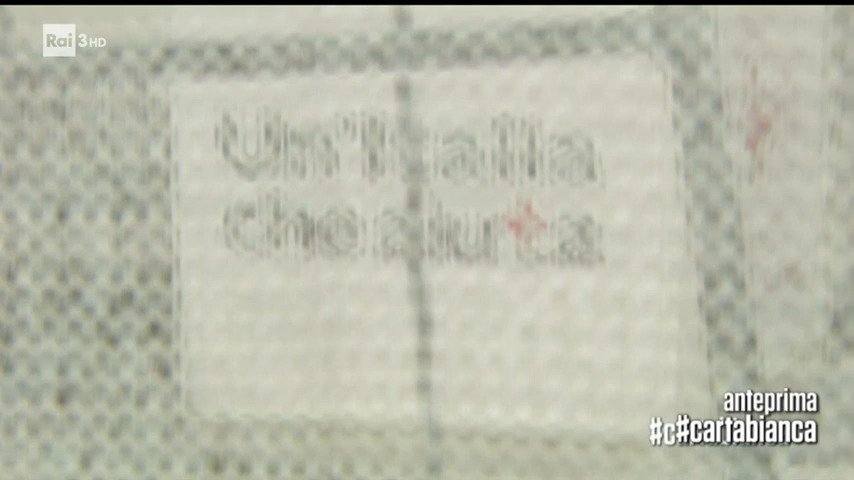 Rai 3 HD
Un'Italia
che aiuta
anteprima
#c#cartabianca